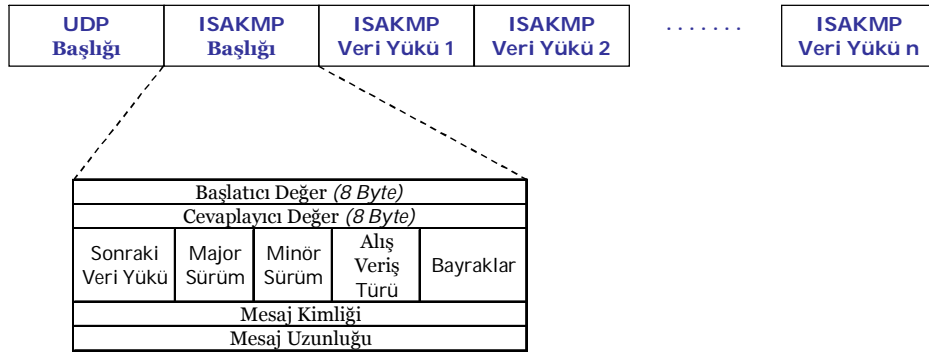 UDP Başlığı
ISAKMP Başlığı
ISAKMP Veri Yükü 1
ISAKMP Veri Yükü 2
.......
ISAKMP Veri Yükü n
Başlatıcı Değer (8 Byte)
Cevaplayıcı Değer (8 Byte)
Sonraki Veri Yükü
Major Sürüm
Minör Sürüm
Alış Veriş Türü
Bayraklar
Mesaj Kimliği
Mesaj Uzunluğu